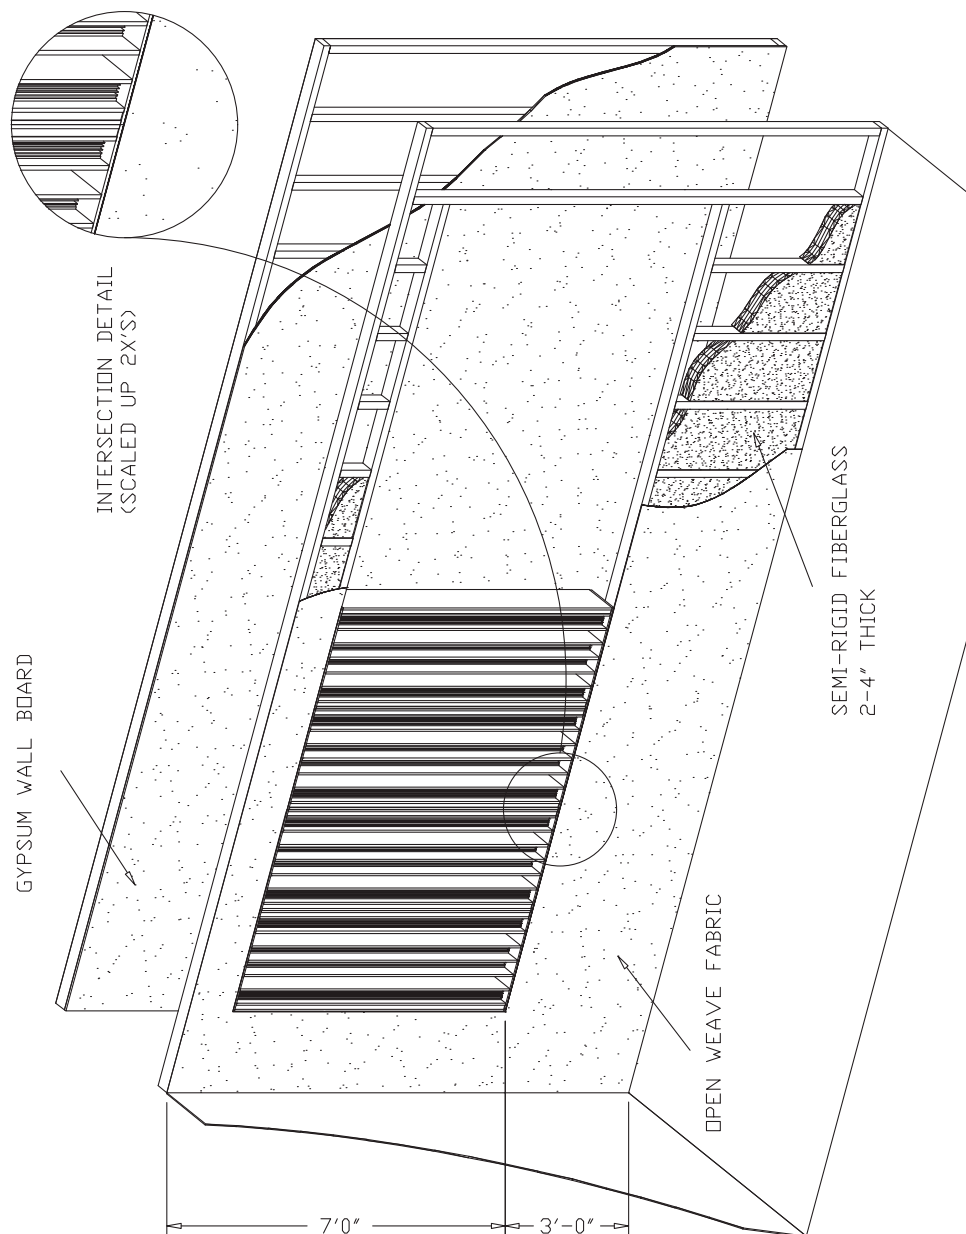 INTERSECTION DETAIL
(SCALED UP 2X'S)
GYPSUM WALL BOARD
SEMI-RIGID FIBERGLASS
2-4" THICK
OPEN WEAVE FABRIC
7'0"
3'-0"